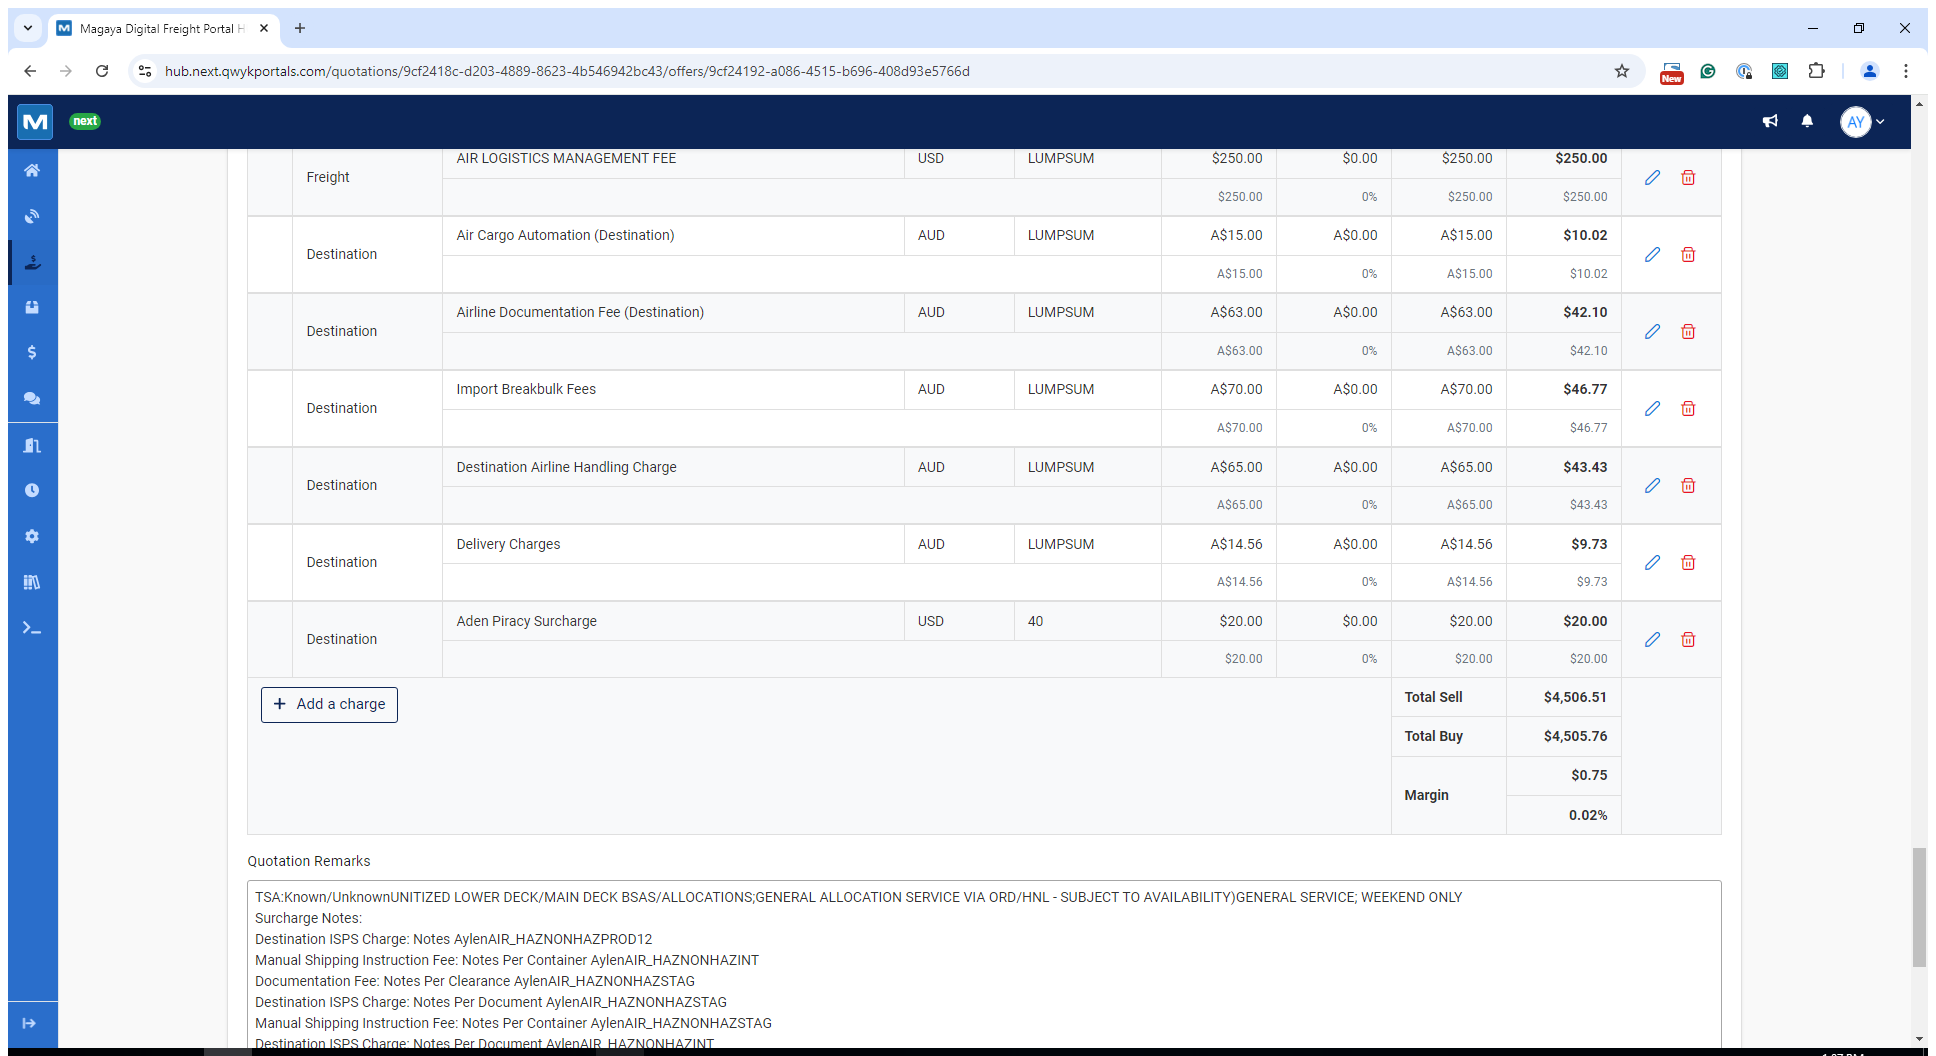 Magaya Digital Freight Portal H
hub.next.qwykportals.com/quotations/9cf2418c-d203-4889-8623-4b546942bc43/offers/9cf24192-a086-4515-b696-408d93e5766d
New
M next AY
Freight AIR LOGISTICS MANAGEMENT FEE USD LUMPSUM $250.00 $0.00 $250.00 $250.00
$250.00 0% $250.00 $250.00
Destination Air Cargo Automation (Destination) AUD LUMPSUM A$15.00 A$0.00 A$15.00 $10.02
A$15.00 0% A$15.00 $10.02
Destination Airline Documentation Fee (Destination) AUD LUMPSUM A$63.00 A$0.00 A$63.00 $42.10
A$63.00 0% A$63.00 $42.10
Destination Import Breakbulk Fees AUD LUMPSUM A$70.00 A$0.00 A$70.00 $46.77
A$70.00 0% A$70.00 $46.77
Destination Destination Airline Handling Charge AUD LUMPSUM A$65.00 A$0.00 A$65.00 $43.43
A$65.00 0% A$65.00 $43.43
Destination Delivery Charges AUD LUMPSUM A$14.56 A$0.00 A$14.56 $9.73
A$14.56 0% A$14.56 $9.73
Destination Aden Piracy Surcharge USD 40 $20.00 $0.00 $20.00 $20.00
$20.00 0% $20.00 $20.00
+ Add a charge
Total Sell $4,506.51
Total Buy $4,505.76
Margin $0.75
0.02%
Quotation Remarks
TSA:Known/UnknownUNITIZED LOWER DECK/MAIN DECK BSAS/ALLOCATIONS;GENERAL ALLOCATION SERVICE VIA ORD/HNL - SUBJECT TO AVAILABILITY)GENERAL SERVICE; WEEKEND ONLY
Surcharge Notes:
Destination ISPS Charge: Notes AylenAIR_HAZNONHAZPROD12
Manual Shipping Instruction Fee: Notes Per Container AylenAIR_HAZNONHAZINT
Documentation Fee: Notes Per Clearance AylenAIR_HAZNONHAZSTAG
Destination ISPS Charge: Notes Per Document AylenAIR_HAZNONHAZSTAG
Manual Shipping Instruction Fee: Notes Per Container AylenAIR_HAZNONHAZSTAG
Destination ISPS Charge: Notes Per Document AylenAIR_HAZNONHAZINT